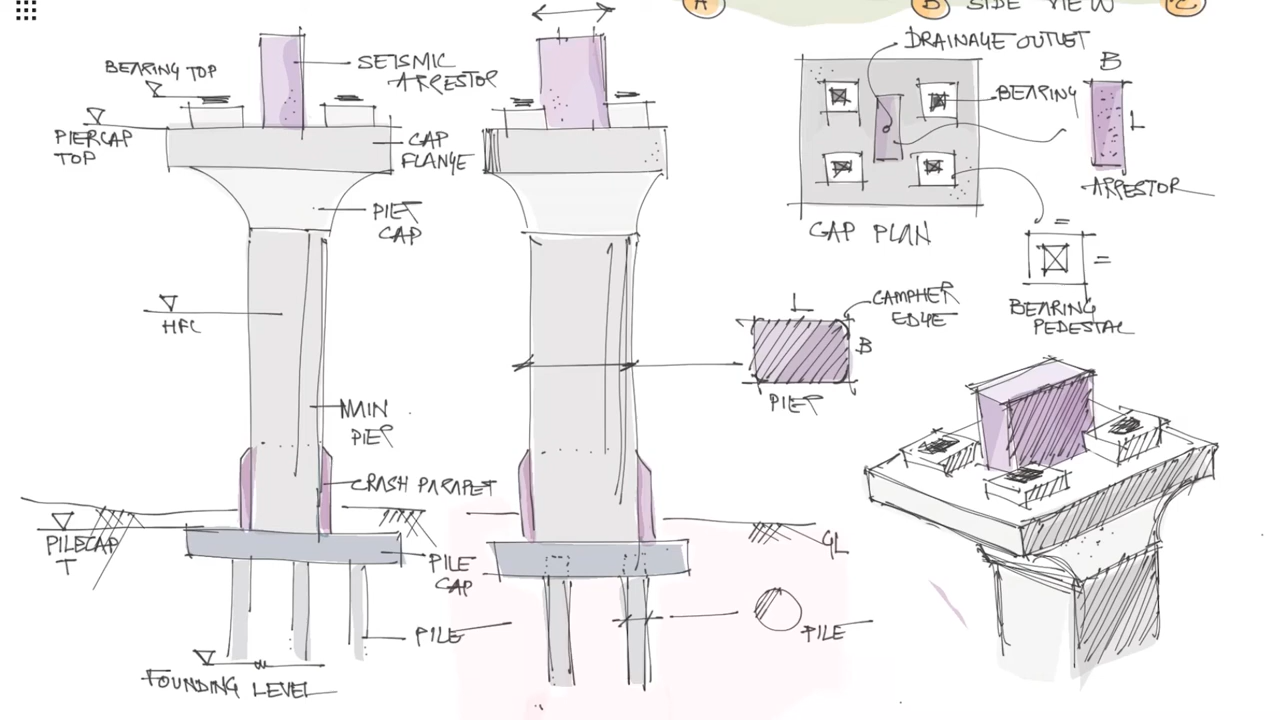 A
B SIDE VIEW
C
BEARING TOP
SEISMIC
ARRESTOR
PIERCAP
TOP
CAP
FLANGE
PIER
CAP
HFL
MAIN
PIER
CRASH PARAPET
PILECAP
T
PILE
CAP
PILE
FOUNDING LEVEL
DRAINAGE OUTLET
BEARING
CAP PLAN
B
L
ARRESTOR
=
=
BEARING
PEDESTAL
L
CAMPHER
EDGE
B
PIER
GL
PILE